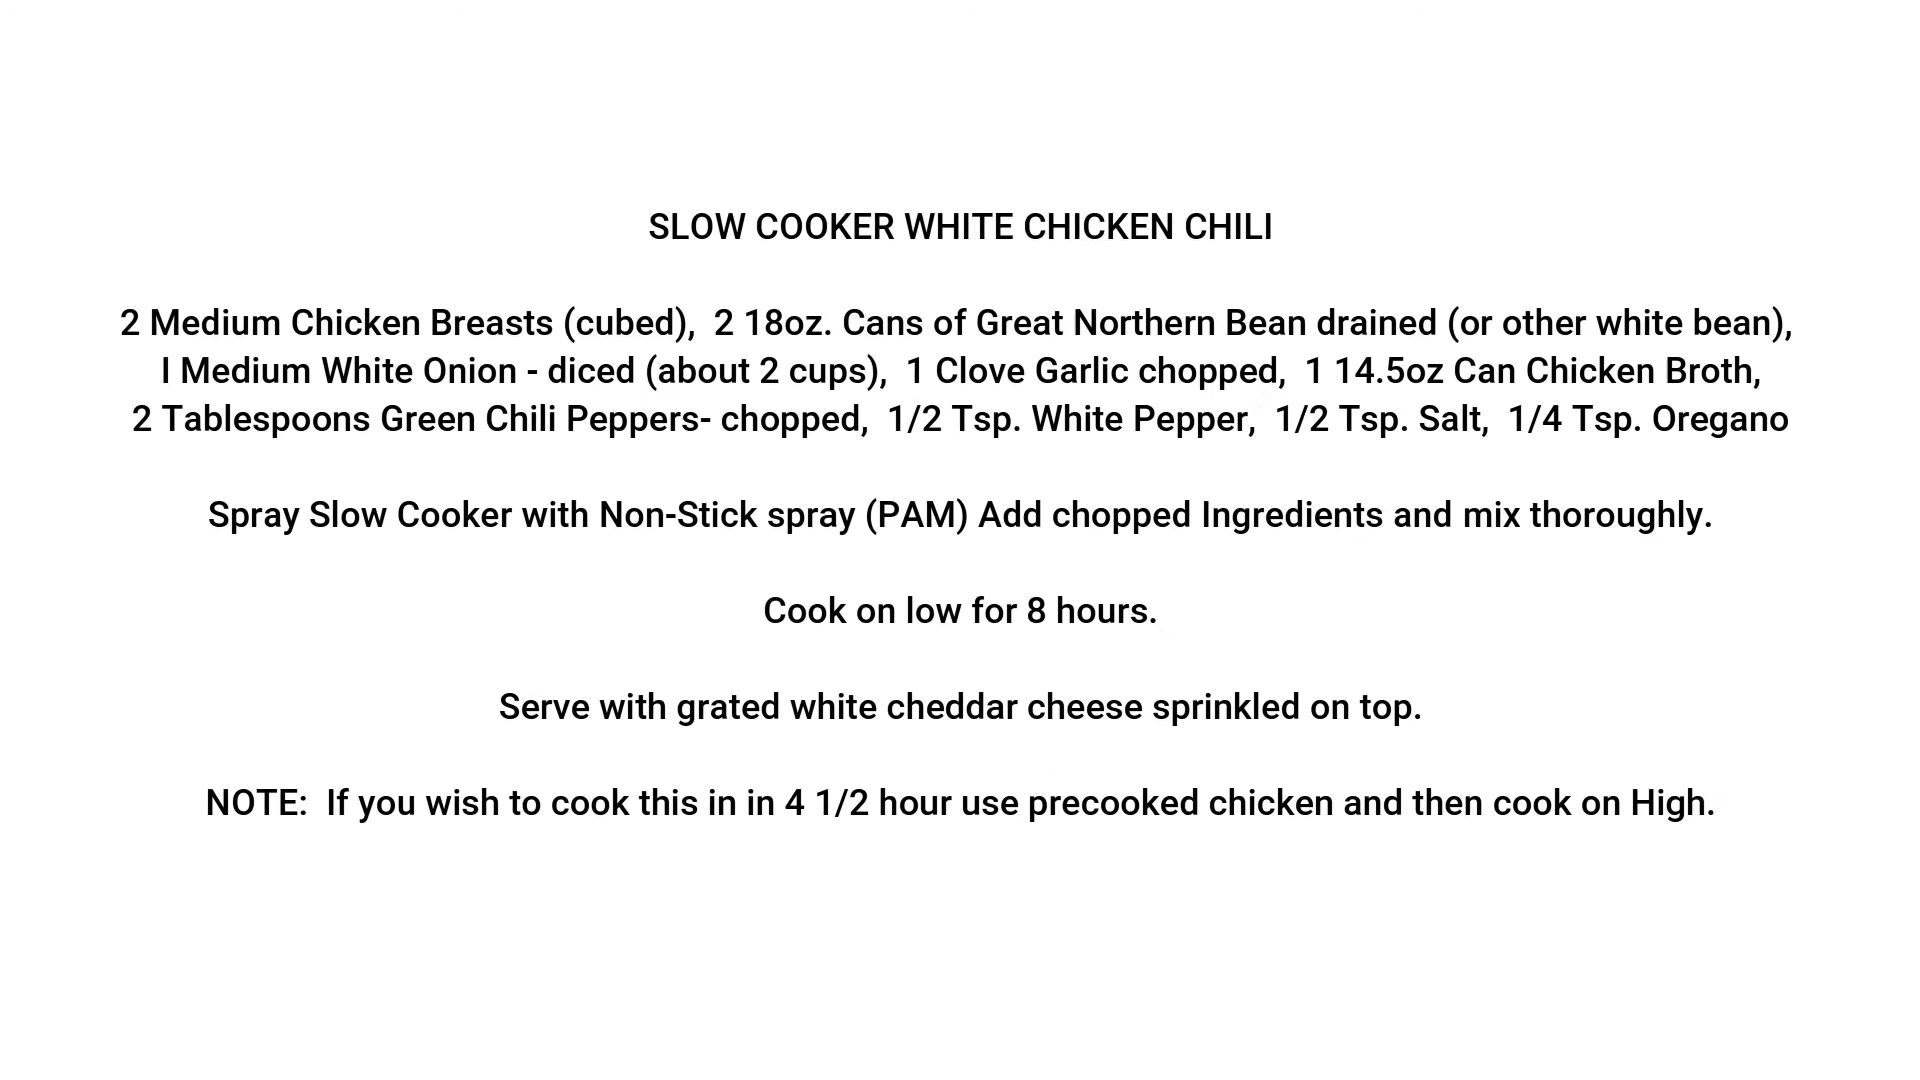 SLOW COOKER WHITE CHICKEN CHILI
2 Medium Chicken Breasts (cubed),  2 18oz. Cans of Great Northern Bean drained (or other white bean),
I Medium White Onion - diced (about 2 cups),  1 Clove Garlic chopped,  1 14.5oz Can Chicken Broth,
2 Tablespoons Green Chili Peppers- chopped,  1/2 Tsp. White Pepper,  1/2 Tsp. Salt,  1/4 Tsp. Oregano
Spray Slow Cooker with Non-Stick spray (PAM) Add chopped Ingredients and mix thoroughly.
Cook on low for 8 hours.
Serve with grated white cheddar cheese sprinkled on top.
NOTE:  If you wish to cook this in in 4 1/2 hour use precooked chicken and then cook on High.